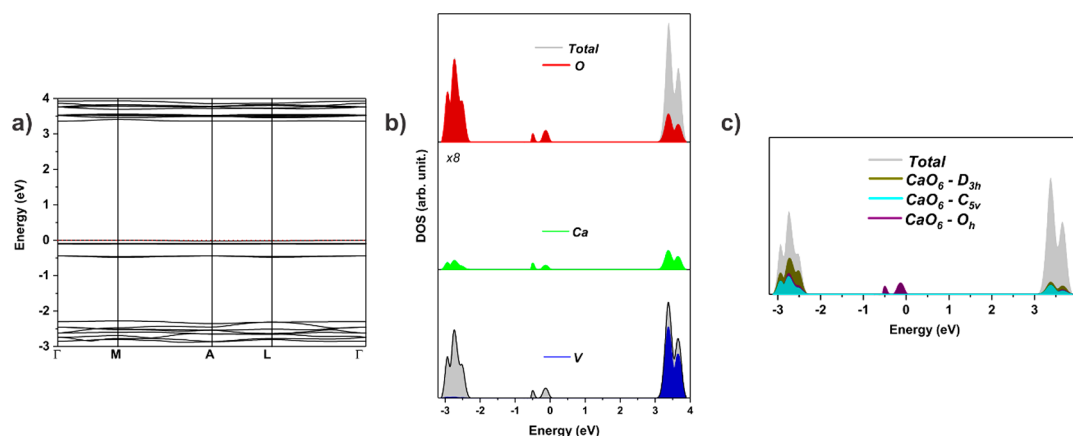 a)
Energy (eV)
4
3
2
1
0
-1
-2
-3
Γ
M
A
L
Γ
b)
DOS (arb. unit.)
Total
O
x8
Ca
V
-3 -2 -1 0 1 2 3 4
Energy (eV)
c)
Total
CaO₆ - D₃ₕ
CaO₆ - C₅ᵥ
CaO₆ - Oₕ
-3 -2 -1 0 1 2 3
Energy (eV)